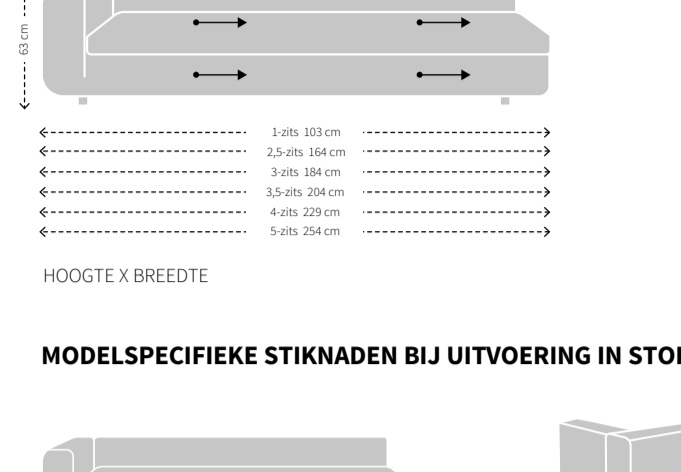 63 cm
1-zits 103 cm
2,5-zits 164 cm
3-zits 184 cm
3,5-zits 204 cm
4-zits 229 cm
5-zits 254 cm
HOOGTE X BREEDTE
MODELSPECIFIEKE STIKNADEN BIJ UITVOERING IN